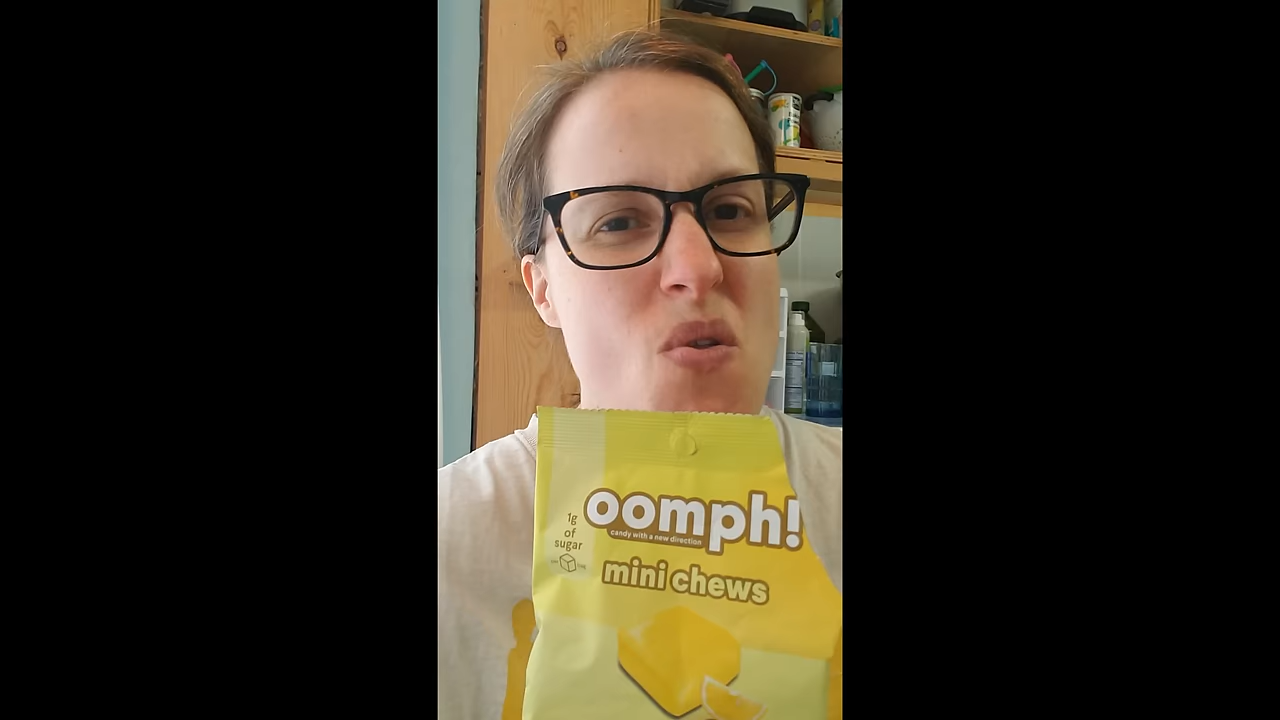 1g
of
sugar
oomph!
candy with a new direction
mini chews